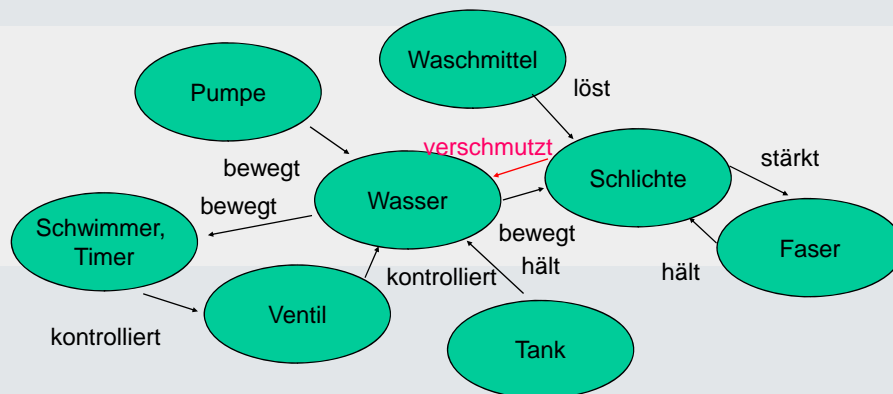 Waschmittel
Pumpe
löst
verschmutzt
stärkt
bewegt
Schlichte
bewegt
Wasser
Schwimmer,
Timer
bewegt
Faser
kontrolliert
hält
hält
Ventil
kontrolliert
Tank